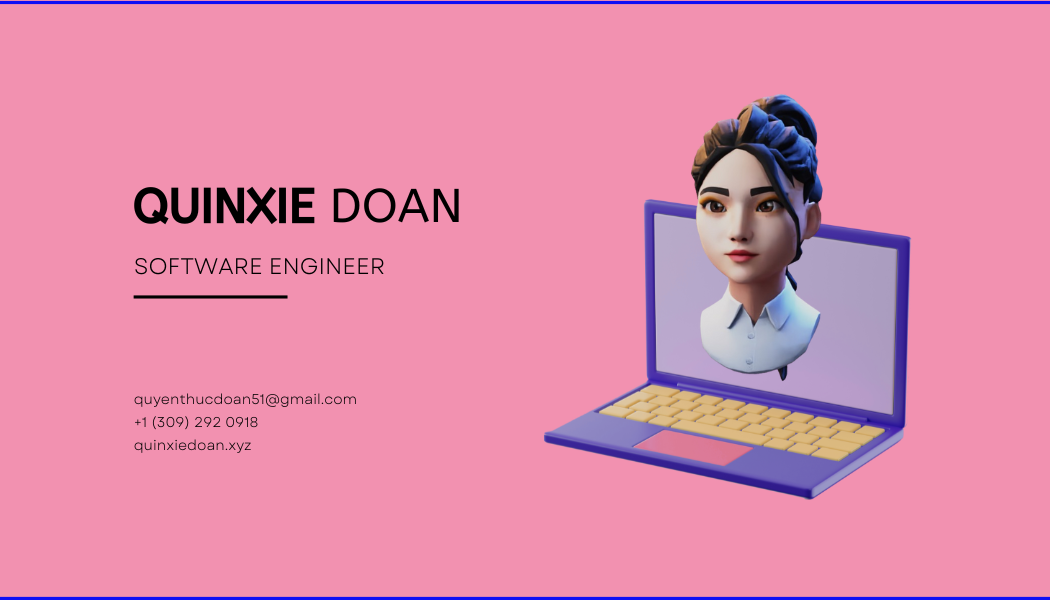 QUINXIE DOAN
SOFTWARE ENGINEER
quyenthucdoan51@gmail.com
+1 (309) 292 0918
quinxiedoan.xyz